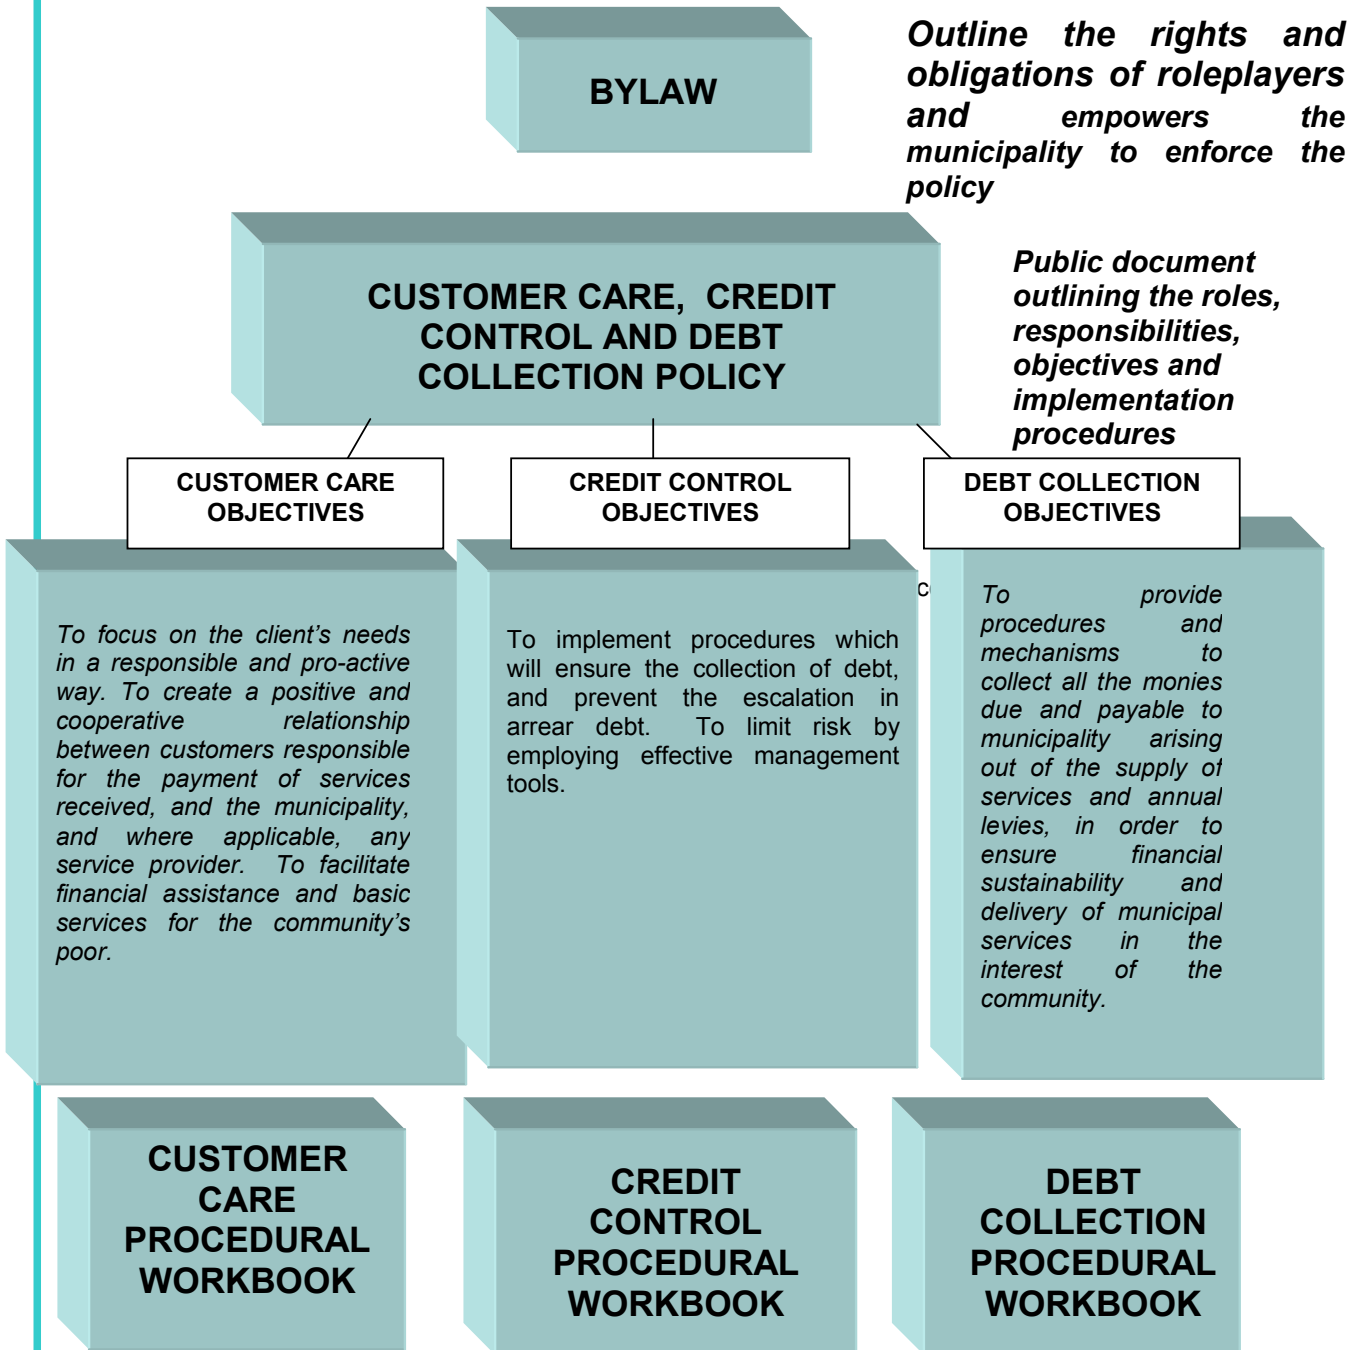 BYLAW
Outline the rights and
obligations of roleplayers
and empowers the
municipality to enforce the
policy
CUSTOMER CARE, CREDIT
CONTROL AND DEBT
COLLECTION POLICY
Public document
outlining the roles,
responsibilities,
objectives and
implementation
procedures
CUSTOMER CARE
OBJECTIVES
To focus on the client's needs
in a responsible and pro-active
way. To create a positive and
cooperative relationship
between customers responsible
for the payment of services
received, and the municipality,
and where applicable, any
service provider. To facilitate
financial assistance and basic
services for the community's
poor.
CREDIT CONTROL
OBJECTIVES
To implement procedures which
will ensure the collection of debt,
and prevent the escalation in
arrear debt. To limit risk by
employing effective management
tools.
DEBT COLLECTION
OBJECTIVES
To provide
procedures and
mechanisms to
collect all the monies
due and payable to
municipality arising
out of the supply of
services and annual
levies, in order to
ensure financial
sustainability and
delivery of municipal
services in the
interest of the
community.
CUSTOMER
CARE
PROCEDURAL
WORKBOOK
CREDIT
CONTROL
PROCEDURAL
WORKBOOK
DEBT
COLLECTION
PROCEDURAL
WORKBOOK